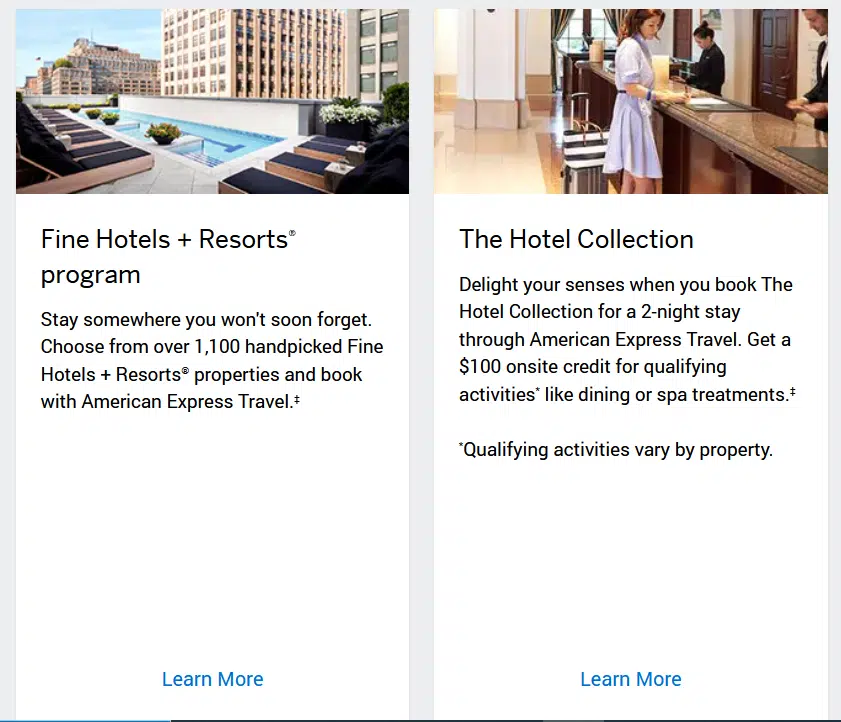 Fine Hotels + Resorts®
program
Stay somewhere you won't soon forget.
Choose from over 1,100 handpicked Fine
Hotels + Resorts® properties and book
with American Express Travel.‡
Learn More
The Hotel Collection
Delight your senses when you book The
Hotel Collection for a 2-night stay
through American Express Travel. Get a
$100 onsite credit for qualifying
activities* like dining or spa treatments.‡
*Qualifying activities vary by property.
Learn More